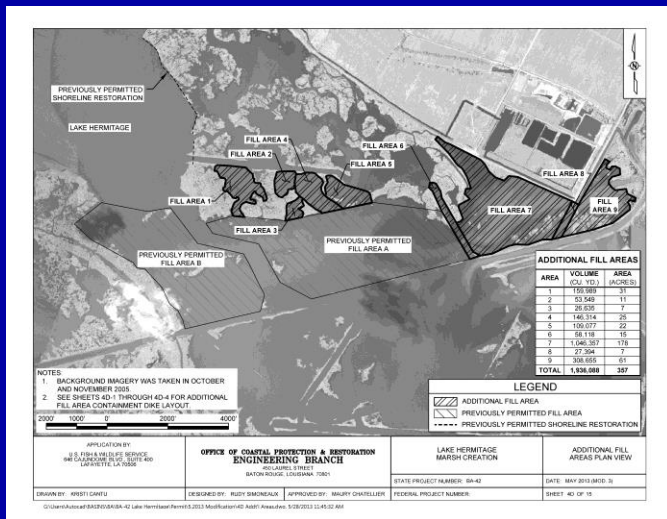 PREVIOUSLY PERMITTED
SHORELINE RESTORATION
LAKE HERMITAGE
FILL AREA 4
FILL AREA 2
FILL AREA 6
FILL AREA 5
FILL AREA 1
FILL AREA 3
FILL AREA 8
FILL AREA 7
FILL
AREA 9
PREVIOUSLY PERMITTED
FILL AREA B
PREVIOUSLY PERMITTED
FILL AREA A
N
ADDITIONAL FILL AREAS
AREA VOLUME (CU. YD.) AREA (ACRES)
1 159,989 31
2 53,549 11
3 26,635 7
4 146,314 25
5 109,077 22
6 58,118 15
7 1,046,357 178
8 27,394 7
9 308,655 61
TOTAL 1,936,088 357
NOTES:
1. BACKGROUND IMAGERY WAS TAKEN IN OCTOBER
AND NOVEMBER 2005.
2. SEE SHEETS 4D-1 THROUGH 4D-4 FOR ADDITIONAL
FILL AREA CONTAINMENT DIKE LAYOUT.
2000' 1000' 0' 2000' 4000'
LEGEND
ADDITIONAL FILL AREA
PREVIOUSLY PERMITTED FILL AREA
PREVIOUSLY PERMITTED SHORELINE RESTORATION
APPLICATION BY:
U.S. FISH & WILDLIFE SERVICE
646 CAJUNDOME BLVD., SUITE 400
LAFAYETTE, LA 70506
OFFICE OF COASTAL PROTECTION & RESTORATION
ENGINEERING BRANCH
450 LAUREL STREET
BATON ROUGE, LOUISIANA 70801
LAKE HERMITAGE
MARSH CREATION
ADDITIONAL FILL
AREAS PLAN VIEW
STATE PROJECT NUMBER: BA-42
DATE: MAY 2013 (MOD. 3)
DRAWN BY: KRISTI CANTU
DESIGNED BY: RUDY SIMONEAUX
APPROVED BY: MAURY CHATELLIER
FEDERAL PROJECT NUMBER:
SHEET 4D OF 15